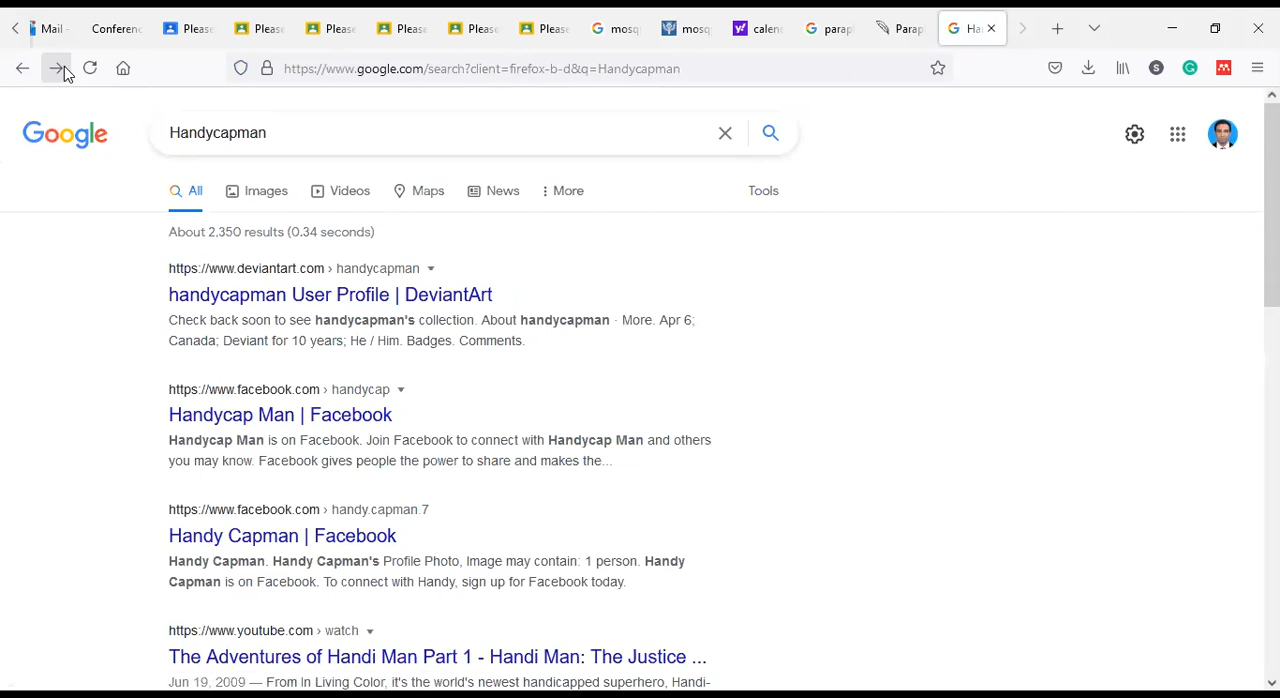 Mail
Conferenc
Please
Please
Please
Please
Please
Please
mosq
mosq
calen
parap
Parap
Ha
https://www.google.com/search?client=firefox-b-d&q=Handycapman
S
Google
Handycapman
All
Images
Videos
Maps
News
More
Tools
About 2,350 results (0.34 seconds)
https://www.deviantart.com › handycapman
handycapman User Profile | DeviantArt
Check back soon to see handycapman's collection. About handycapman · More. Apr 6;
Canada; Deviant for 10 years; He / Him. Badges. Comments.
https://www.facebook.com › handycap
Handycap Man | Facebook
Handycap Man is on Facebook. Join Facebook to connect with Handycap Man and others
you may know. Facebook gives people the power to share and makes the...
https://www.facebook.com › handy.capman.7
Handy Capman | Facebook
Handy Capman. Handy Capman's Profile Photo, Image may contain: 1 person. Handy
Capman is on Facebook. To connect with Handy, sign up for Facebook today.
https://www.youtube.com › watch
The Adventures of Handi Man Part 1 - Handi Man: The Justice ...
Jun 19, 2009 — From In Living Color, it's the world's newest handicapped superhero, Handi-